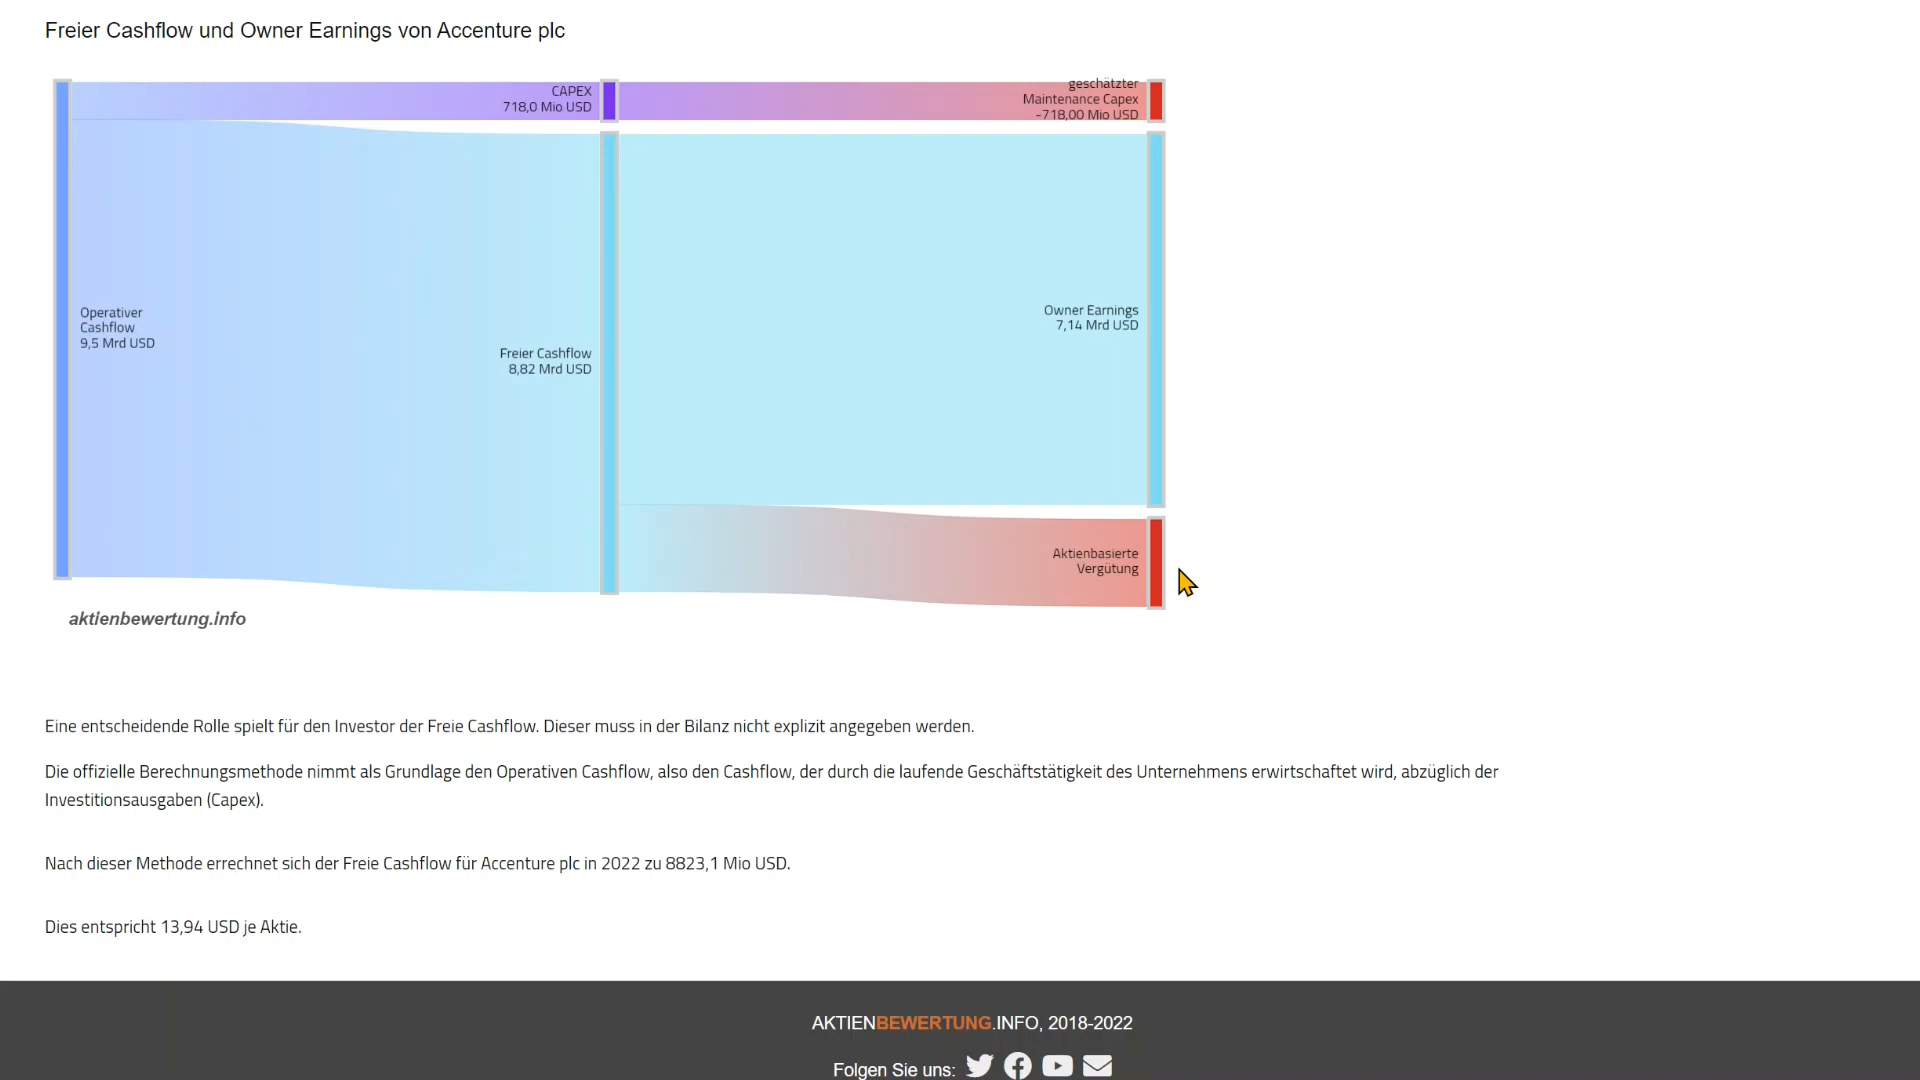 Freier Cashflow und Owner Earnings von Accenture plc
CAPEX
718,0 Mio USD
geschätzter
Maintenance Capex
-718,00 Mio USD
Operativer
Cashflow
9,5 Mrd USD
Freier Cashflow
8,82 Mrd USD
Owner Earnings
7,14 Mrd USD
Aktienbasierte
Vergütung
aktienbewertung.info
Eine entscheidende Rolle spielt für den Investor der Freie Cashflow. Dieser muss in der Bilanz nicht explizit angegeben werden.
Die offizielle Berechnungsmethode nimmt als Grundlage den Operativen Cashflow, also den Cashflow, der durch die laufende Geschäftstätigkeit des Unternehmens erwirtschaftet wird, abzüglich der
Investitionsausgaben (Capex).
Nach dieser Methode errechnet sich der Freie Cashflow für Accenture plc in 2022 zu 8823,1 Mio USD.
Dies entspricht 13,94 USD je Aktie.
AKTIENBEWERTUNG.INFO, 2018-2022
Folgen Sie uns: